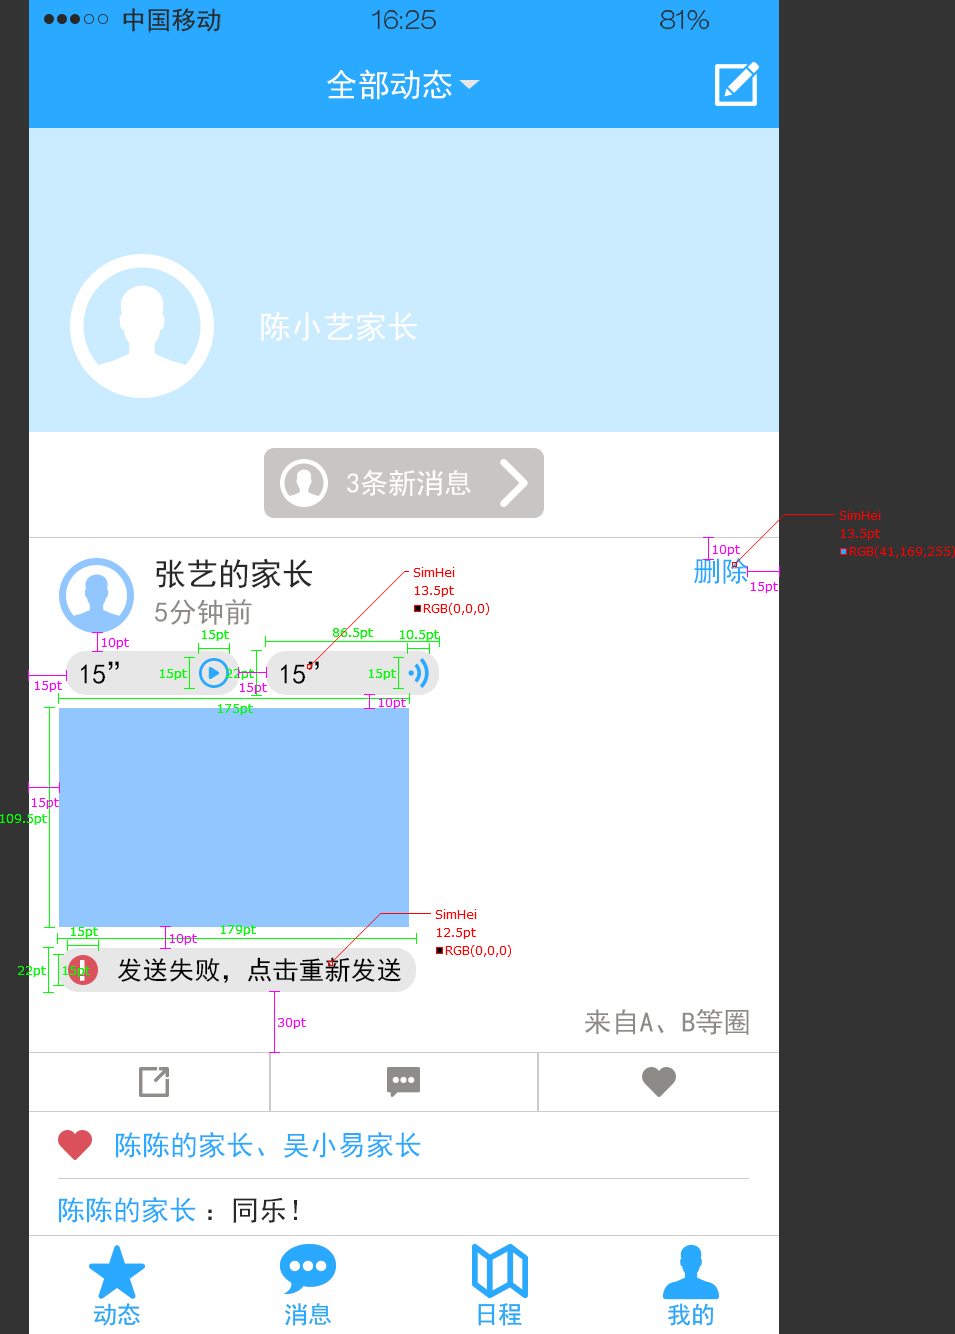 中国移动 16:25 81%
全部动态
陈小艺家长
3条新消息
SimHei
13.5pt
RGB(41,169,255)
10pt
删除
15pt
张艺的家长
5分钟前
SimHei
13.5pt
RGB(0,0,0)
10pt
15pt
86.5pt
10.5pt
15”
15pt
22pt
15”
15pt
15pt
15pt
10pt
175pt
15pt
109.5pt
SimHei
12.5pt
RGB(0,0,0)
15pt
179pt
10pt
22pt
15pt
发送失败，点击重新发送
30pt
来自A、B等圈
陈陈的家长、吴小易家长
陈陈的家长：同乐！
动态 消息 日程 我的